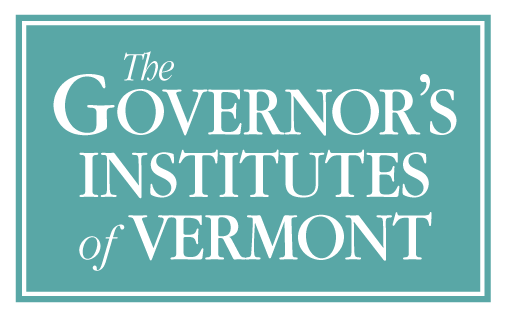 The
GOVERNOR'S
INSTITUTES
of VERMONT